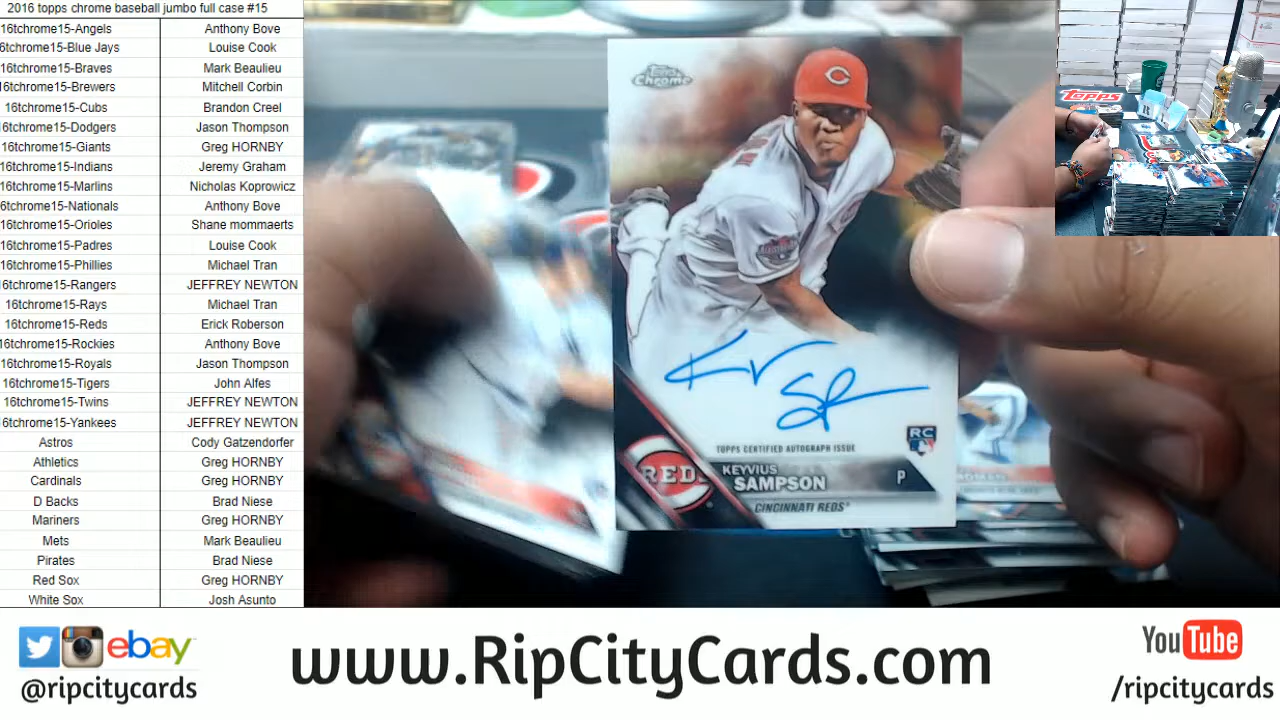 2016 topps chrome baseball jumbo full case #15
16tchrome15-Angels Anthony Bove
6tchrome15-Blue Jays Louise Cook
16tchrome15-Braves Mark Beaulieu
16tchrome15-Brewers Mitchell Corbin
16tchrome15-Cubs Brandon Creel
16tchrome15-Dodgers Jason Thompson
16tchrome15-Giants Greg HORNBY
16tchrome15-Indians Jeremy Graham
16tchrome15-Marlins Nicholas Koprowicz
6tchrome15-Nationals Anthony Bove
16tchrome15-Orioles Shane mommaerts
16tchrome15-Padres Louise Cook
16tchrome15-Phillies Michael Tran
16tchrome15-Rangers JEFFREY NEWTON
16tchrome15-Rays Michael Tran
16tchrome15-Reds Erick Roberson
16tchrome15-Rockies Anthony Bove
16tchrome15-Royals Jason Thompson
16tchrome15-Tigers John Alfes
16tchrome15-Twins JEFFREY NEWTON
6tchrome15-Yankees JEFFREY NEWTON
Astros Cody Gatzendorfer
Athletics Greg HORNBY
Cardinals Greg HORNBY
D Backs Brad Niese
Mariners Greg HORNBY
Mets Mark Beaulieu
Pirates Brad Niese
Red Sox Greg HORNBY
White Sox Josh Asunto
Topps
Chrome
TOPPS CERTIFIED AUTOGRAPH ISSUE
RC
REDS
KEYVIUS
SAMPSON P
CINCINNATI REDS
topps
ebay
@ripcitycards
www.RipCityCards.com
YouTube
/ripcitycards